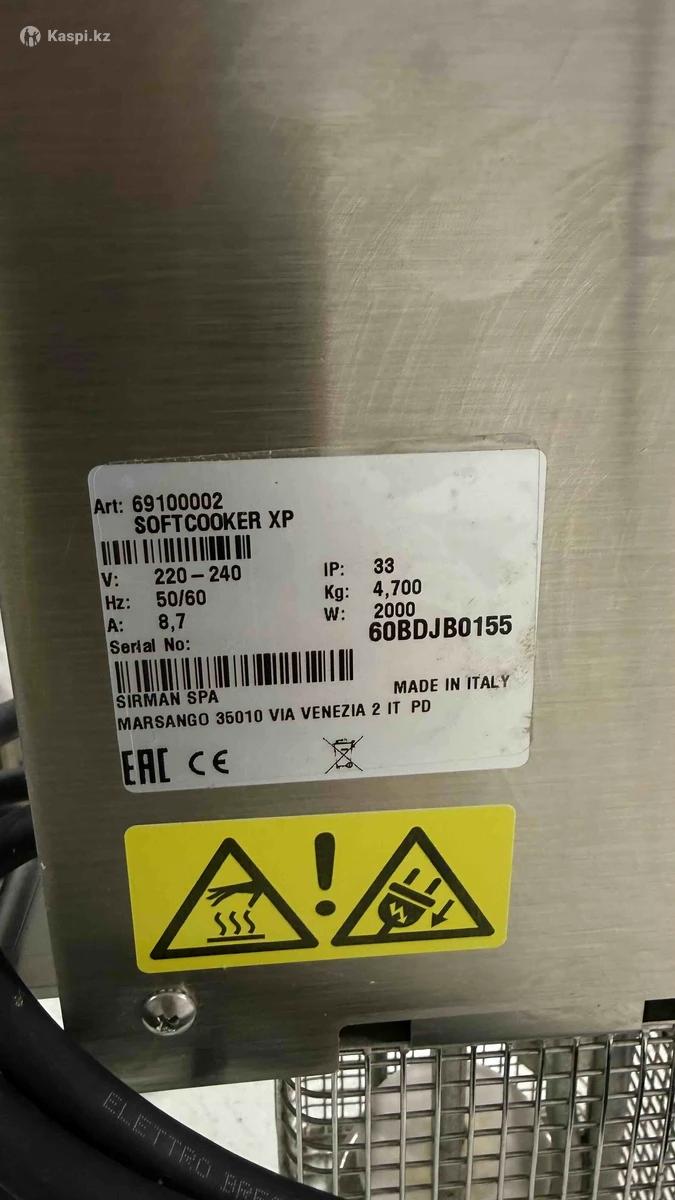 Kaspi.kz
Art: 69100002
SOFTCOOKER XP
V: 220-240
IP: 33
Hz: 50/60
Kg: 4,700
A: 8,7
W: 2000
Serial No:
60BDJB0155
SIRMAN SPA
MADE IN ITALY
MARSANGO 35010 VIA VENEZIA 2 IT PD
EAC CE
!
ELETTRO